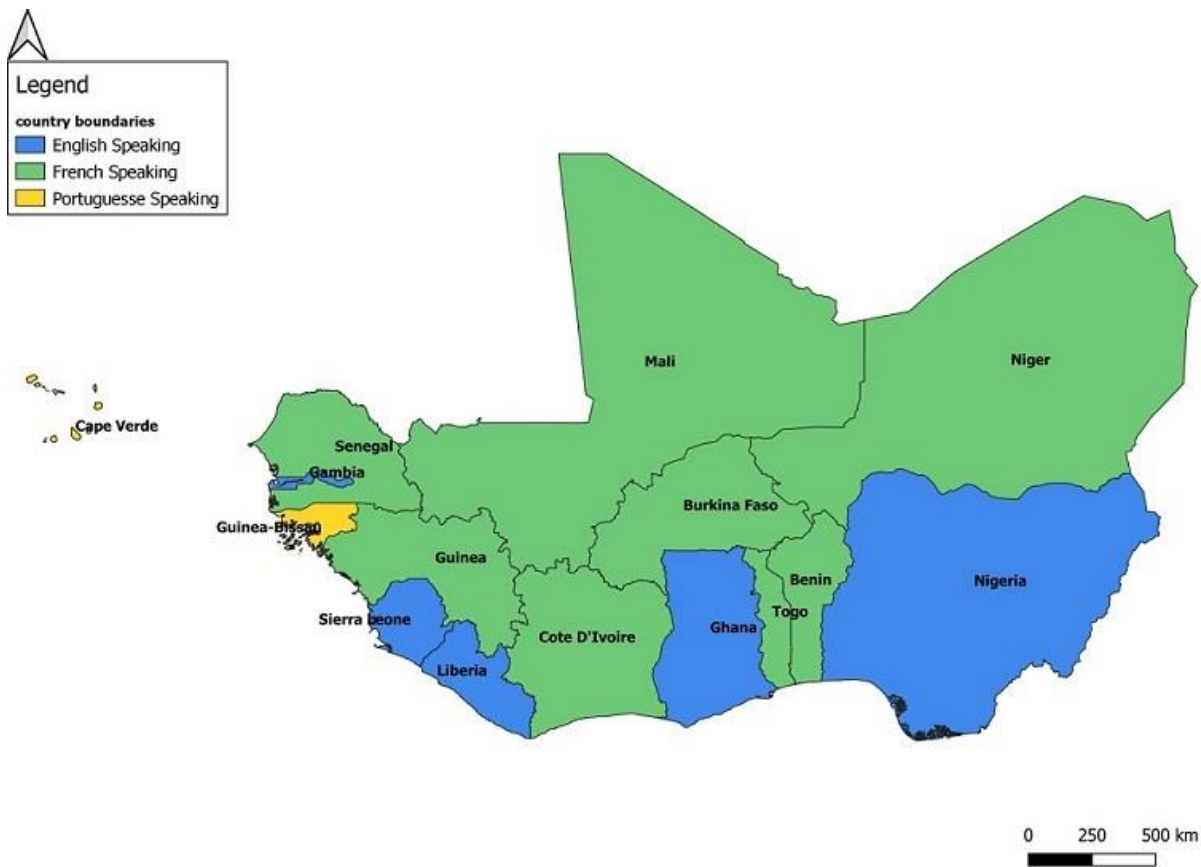 Legend
country boundaries
English Speaking
French Speaking
Portuguesse Speaking
Mali
Niger
Cape Verde
Senegal
Gambia
Burkina Faso
Guinea-Bissau
Guinea
Benin
Nigeria
Togo
Sierra Leone
Ghana
Cote D'Ivoire
Liberia
0 250 500 km